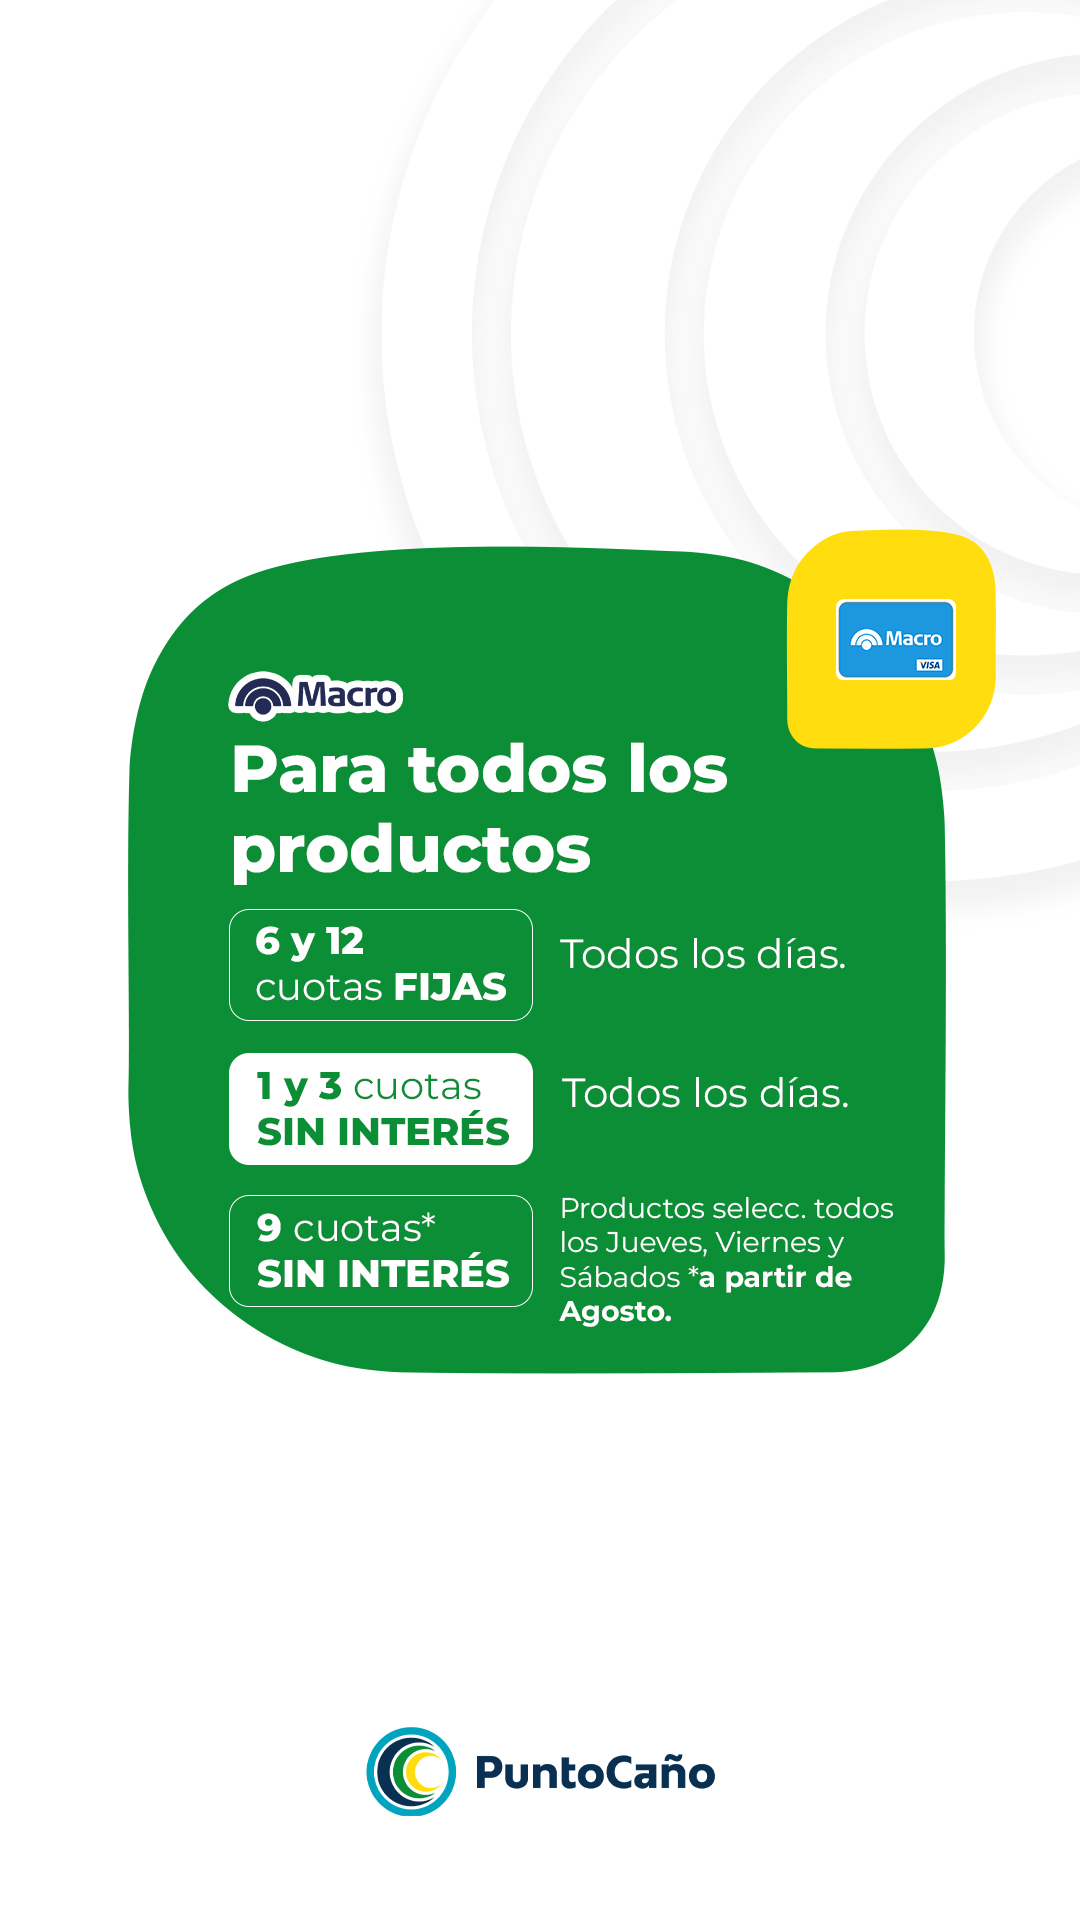 Macro
VISA
Macro
Para todos los
productos
6 y 12
cuotas FIJAS
Todos los días.
1 y 3 cuotas
SIN INTERÉS
Todos los días.
9 cuotas*
SIN INTERÉS
Productos selecc. todos
los Jueves, Viernes y
Sábados *a partir de
Agosto.
PuntoCaño